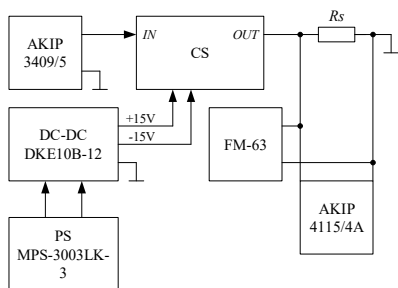 AKIP
3409/5
IN
OUT
CS
Rs
DC-DC
DKE10B-12
+15V
-15V
FM-63
AKIP
4115/4A
PS
MPS-3003LK-
3